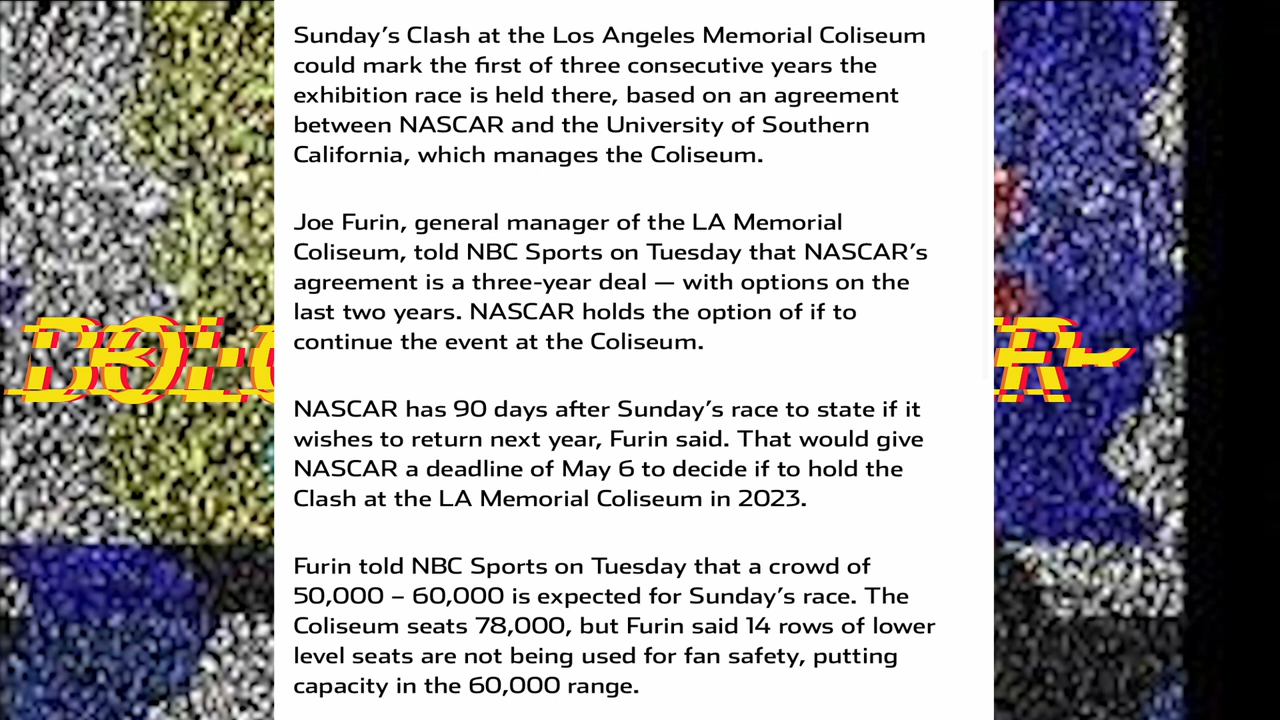 Sunday’s Clash at the Los Angeles Memorial Coliseum
could mark the first of three consecutive years the
exhibition race is held there, based on an agreement
between NASCAR and the University of Southern
California, which manages the Coliseum.
Joe Furin, general manager of the LA Memorial
Coliseum, told NBC Sports on Tuesday that NASCAR’s
agreement is a three-year deal — with options on the
last two years. NASCAR holds the option of if to
continue the event at the Coliseum.
NASCAR has 90 days after Sunday’s race to state if it
wishes to return next year, Furin said. That would give
NASCAR a deadline of May 6 to decide if to hold the
Clash at the LA Memorial Coliseum in 2023.
Furin told NBC Sports on Tuesday that a crowd of
50,000 – 60,000 is expected for Sunday’s race. The
Coliseum seats 78,000, but Furin said 14 rows of lower
level seats are not being used for fan safety, putting
capacity in the 60,000 range.